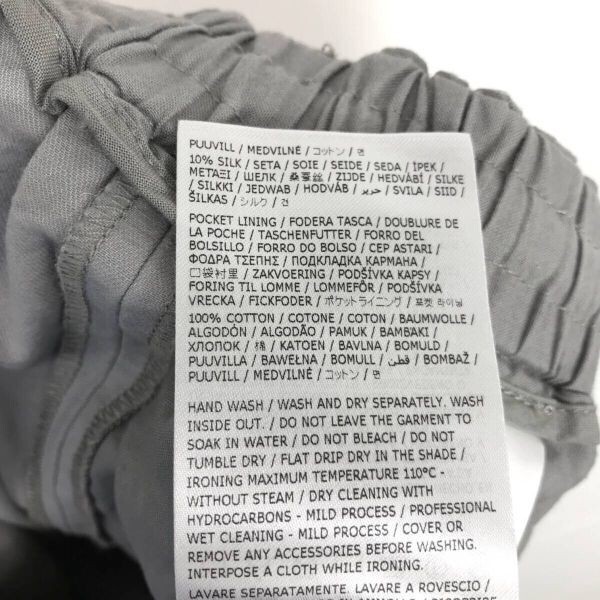 PUUVILL / MEDVILNĖ / コットン / 면
10% SILK / SETA / SOIE / SEIDE / SEDA / İPEK /
ΜΕΤΑΞΙ / ШЕЛК / 桑蚕丝 / ZIJDE / HEDVÁBÍ / SILKE
/ SILKKI / JEDWAB / HODVÁB / حرير / SVILA / SIID /
ŠILKAS / シルク / 견
POCKET LINING / FODERA TASCA / DOUBLURE DE
LA POCHE / TASCHENFUTTER / FORRO DEL
BOLSILLO / FORRO DO BOLSO / CEP ASTARI /
ΦΟΔΡΑ ΤΣΕΠΗΣ / ПОДКЛАДКА КАРМАНА /
口袋衬里 / ZAKVOERING / PODŠÍVKA KAPSY /
FORING TIL LOMME / LOMMEFÔR / PODŠÍVKA
VRECKA / FICKFODER / ポケットライニング / 포켓 라이닝
100% COTTON / COTONE / COTON / BAUMWOLLE /
ALGODÓN / ALGODÃO / PAMUK / BAMBAKI /
ХЛОПОК / 棉 / KATOEN / BAVLNA / BOMULD /
PUUVILLA / BAWEŁNA / BOMULL / قطن / BOMBAŽ /
PUUVILL / MEDVILNĖ / コットン / 면
HAND WASH / WASH AND DRY SEPARATELY. WASH
INSIDE OUT. / DO NOT LEAVE THE GARMENT TO
SOAK IN WATER / DO NOT BLEACH / DO NOT
TUMBLE DRY / FLAT DRIP DRY IN THE SHADE /
IRONING MAXIMUM TEMPERATURE 110°C -
WITHOUT STEAM / DRY CLEANING WITH
HYDROCARBONS - MILD PROCESS / PROFESSIONAL
WET CLEANING - MILD PROCESS / COVER OR
REMOVE ANY ACCESSORIES BEFORE WASHING.
INTERPOSE A CLOTH WHILE IRONING.
LAVARE SEPARATAMENTE. LAVARE A ROVESCIO /